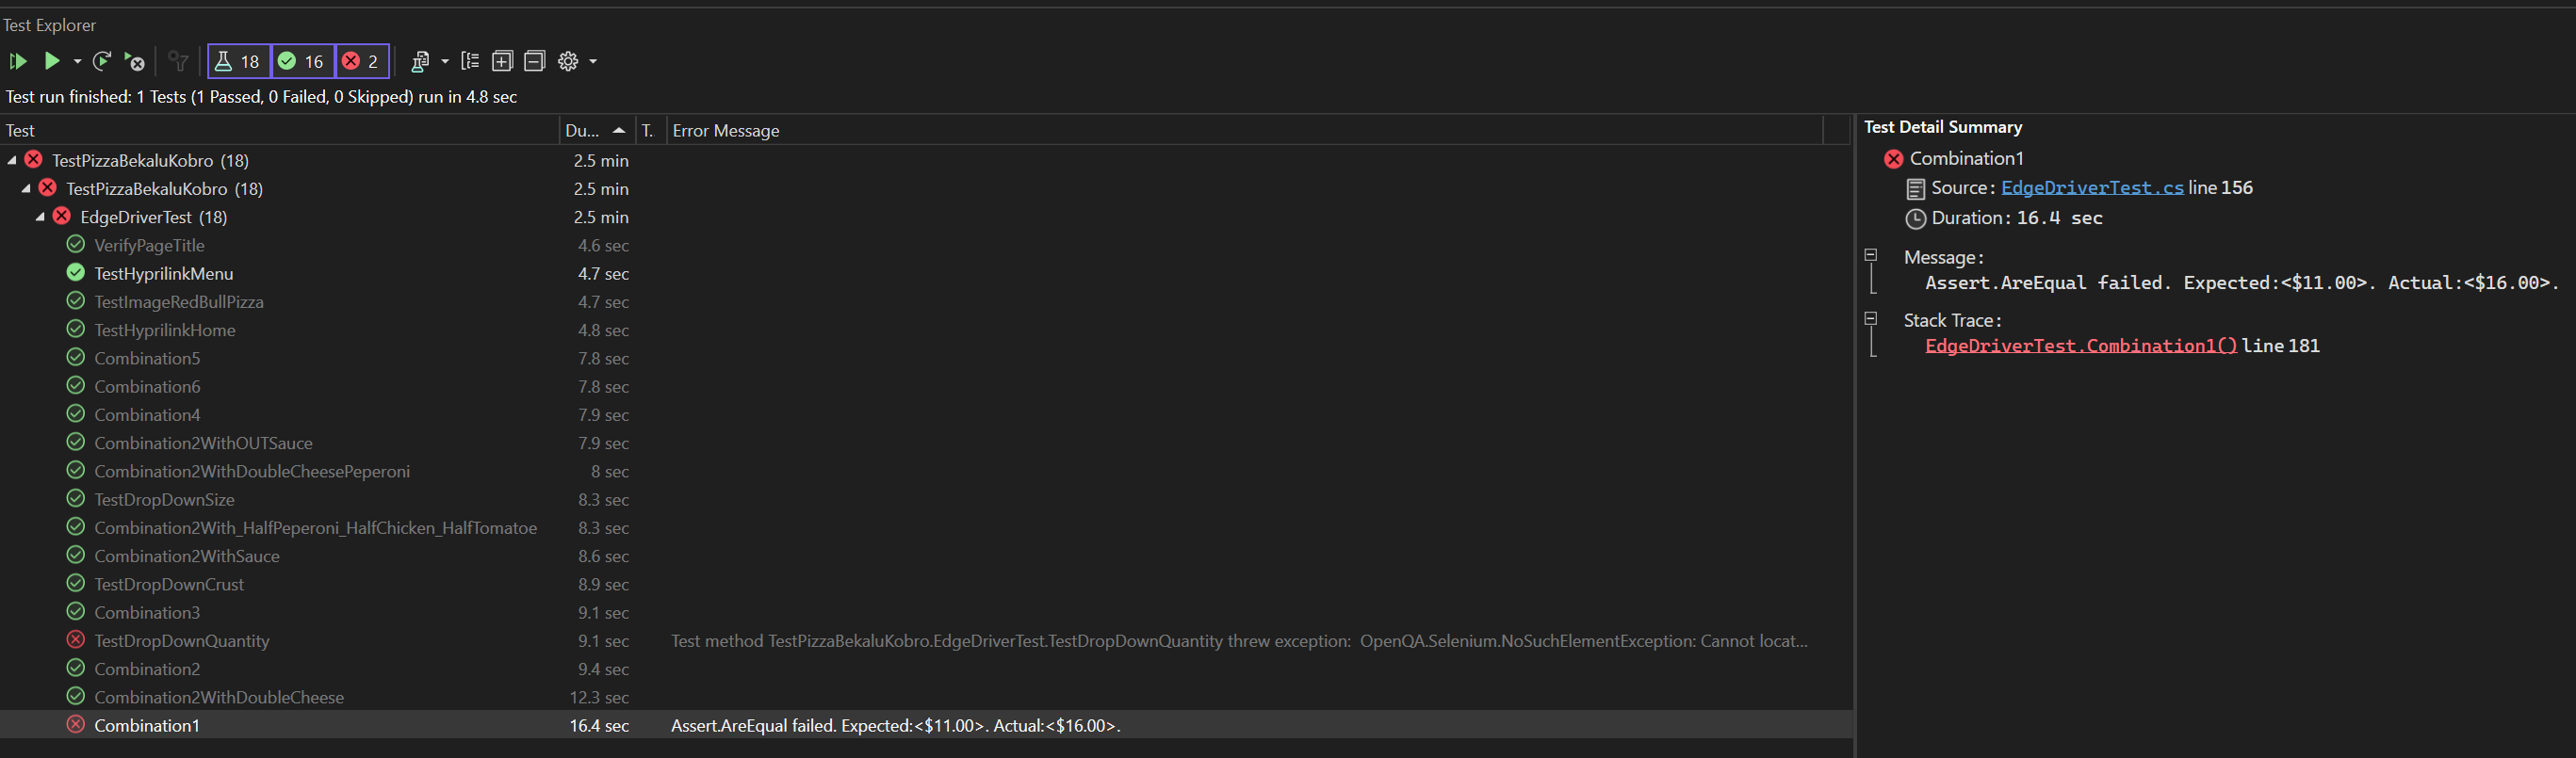 Test Explorer
18 16 2
Test run finished: 1 Tests (1 Passed, 0 Failed, 0 Skipped) run in 4.8 sec
Test Du... T. Error Message
TestPizzaBekaluKobro (18) 2.5 min
TestPizzaBekaluKobro (18) 2.5 min
EdgeDriverTest (18) 2.5 min
VerifyPageTitle 4.6 sec
TestHyprilinkMenu 4.7 sec
TestImageRedBullPizza 4.7 sec
TestHyprilinkHome 4.8 sec
Combination5 7.8 sec
Combination6 7.8 sec
Combination4 7.9 sec
Combination2WithOUTSauce 7.9 sec
Combination2WithDoubleCheesePeperoni 8 sec
TestDropDownSize 8.3 sec
Combination2With_HalfPeperoni_HalfChicken_HalfTomatoe 8.3 sec
Combination2WithSauce 8.6 sec
TestDropDownCrust 8.9 sec
Combination3 9.1 sec
TestDropDownQuantity 9.1 sec Test method TestPizzaBekaluKobro.EdgeDriverTest.TestDropDownQuantity threw exception: OpenQA.Selenium.NoSuchElementException: Cannot locat...
Combination2 9.4 sec
Combination2WithDoubleCheese 12.3 sec
Combination1 16.4 sec Assert.AreEqual failed. Expected:<$11.00>. Actual:<$16.00>.
Test Detail Summary
Combination1
Source: EdgeDriverTest.cs line 156
Duration: 16.4 sec
Message:
Assert.AreEqual failed. Expected:<$11.00>. Actual:<$16.00>.
Stack Trace:
EdgeDriverTest.Combination1() line 181